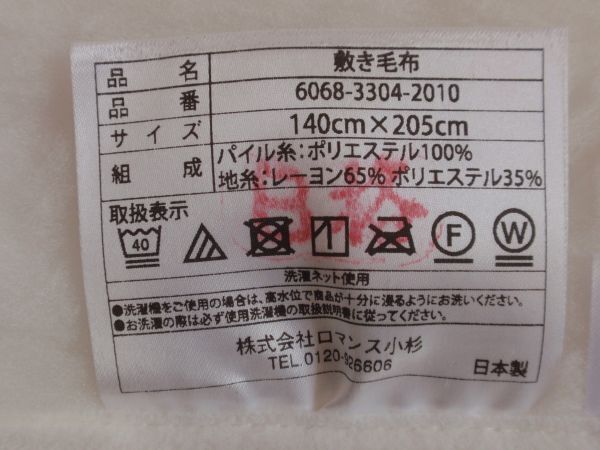 品名 敷き毛布
品番 6068-3304-2010
サイズ 140cm×205cm
組成 パイル糸:ポリエステル100%
地糸:レーヨン65% ポリエステル35%
取扱表示
40 F W
洗濯ネット使用
●洗濯機をご使用の場合は、高水位で商品が十分に浸るようにお洗いください。
●お洗濯の際は必ず使用洗濯機の取扱説明書に従ってください。
株式会社ロマンス小杉
TEL.0120-926606
日本製